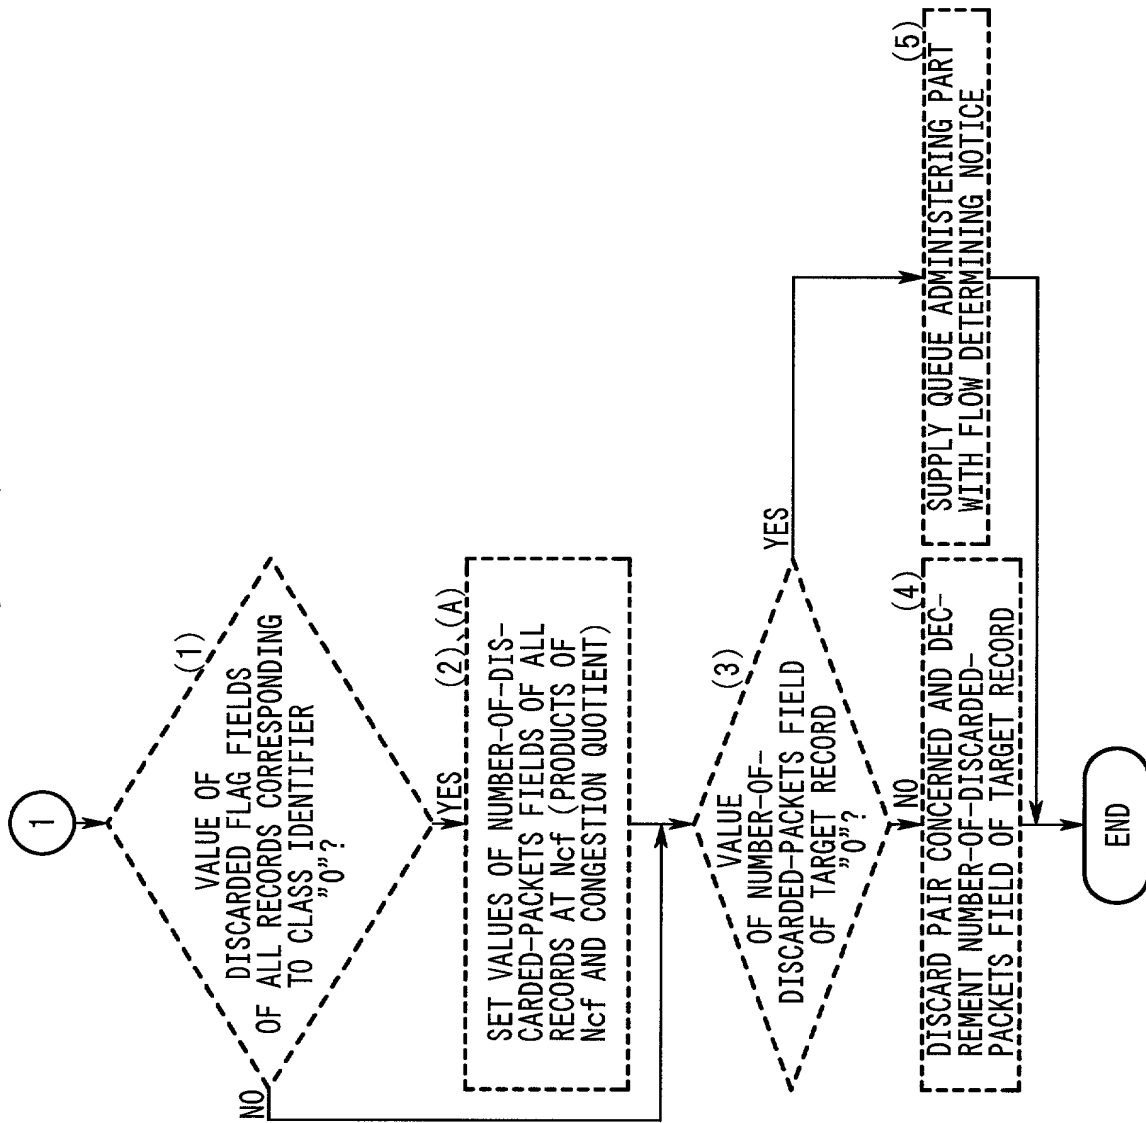 1
(1)
VALUE OF
DISCARDED FLAG FIELDS
OF ALL RECORDS CORRESPONDING
TO CLASS IDENTIFIER
"0"?
NO
YES
(2)、(A)
SET VALUES OF NUMBER-OF-DIS-
CARDED-PACKETS FIELDS OF ALL
RECORDS AT Ncf (PRODUCTS OF
Ncf AND CONGESTION QUOTIENT)
(3)
VALUE
OF NUMBER-OF-
DISCARDED-PACKETS FIELD
OF TARGET RECORD
"0"?
YES
NO
(4)
DISCARD PAIR CONCERNED AND DEC-
REMENT NUMBER-OF-DISCARDED-
PACKETS FIELD OF TARGET RECORD
(5)
SUPPLY QUEUE ADMINISTERING PART
WITH FLOW DETERMINING NOTICE
END